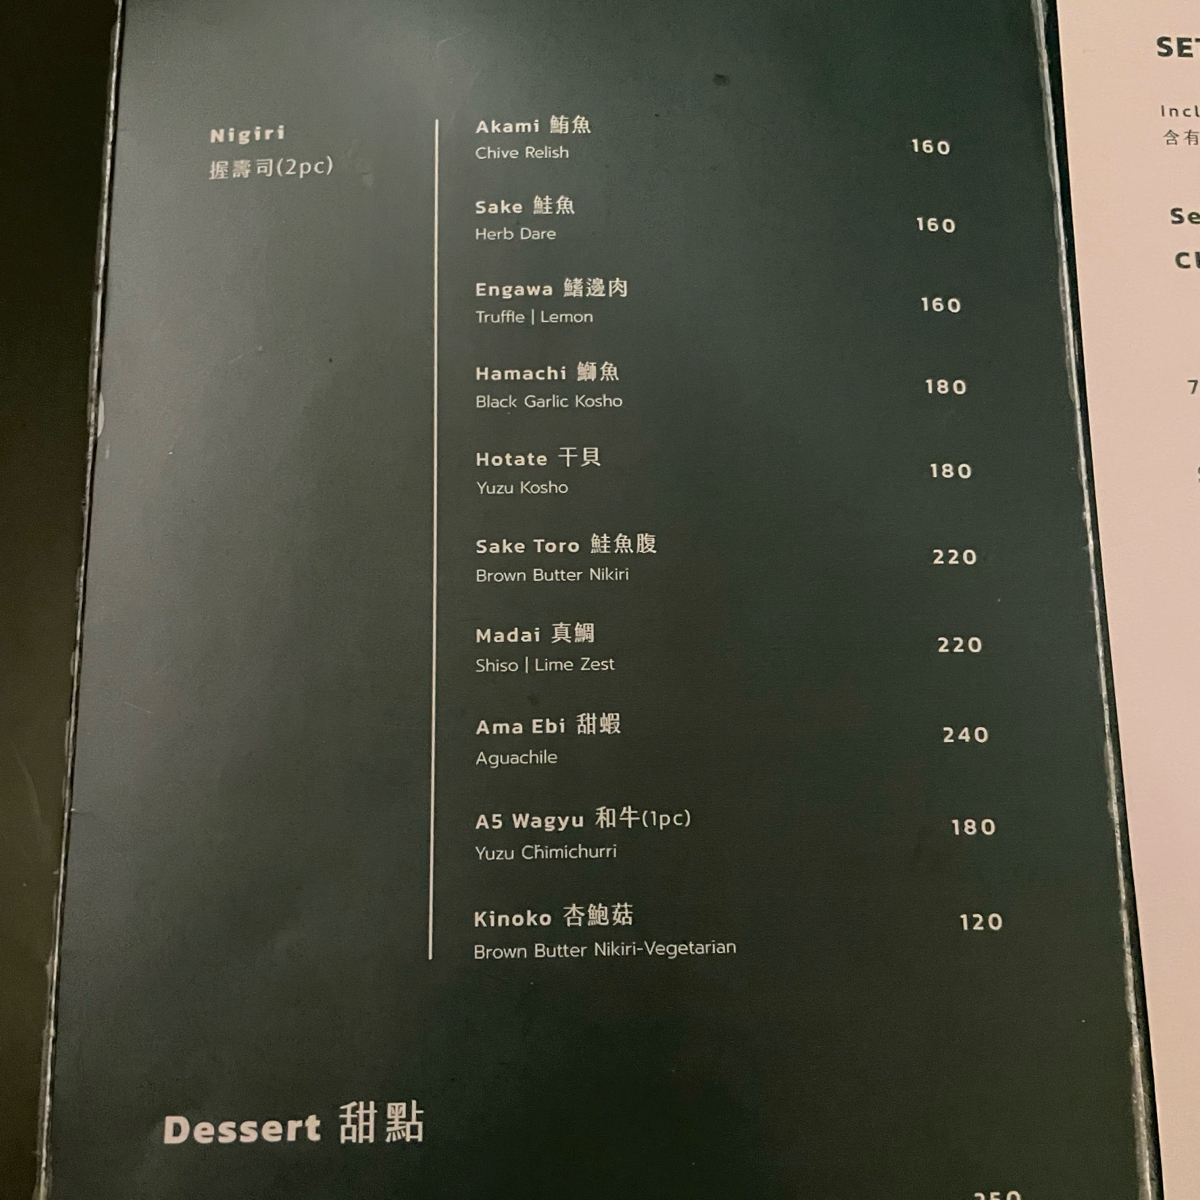 Nigiri
握壽司(2pc)
Akami 鮪魚
Chive Relish
160
Sake 鮭魚
Herb Dare
160
Engawa 鰭邊肉
Truffle | Lemon
160
Hamachi 鰤魚
Black Garlic Kosho
180
Hotate 干貝
Yuzu Kosho
180
Sake Toro 鮭魚腹
Brown Butter Nikiri
220
Madai 真鯛
Shiso | Lime Zest
220
Ama Ebi 甜蝦
Aguachile
240
A5 Wagyu 和牛(1pc)
Yuzu Chimichurri
180
Kinoko 杏鮑菇
Brown Butter Nikiri-Vegetarian
120
Dessert 甜點